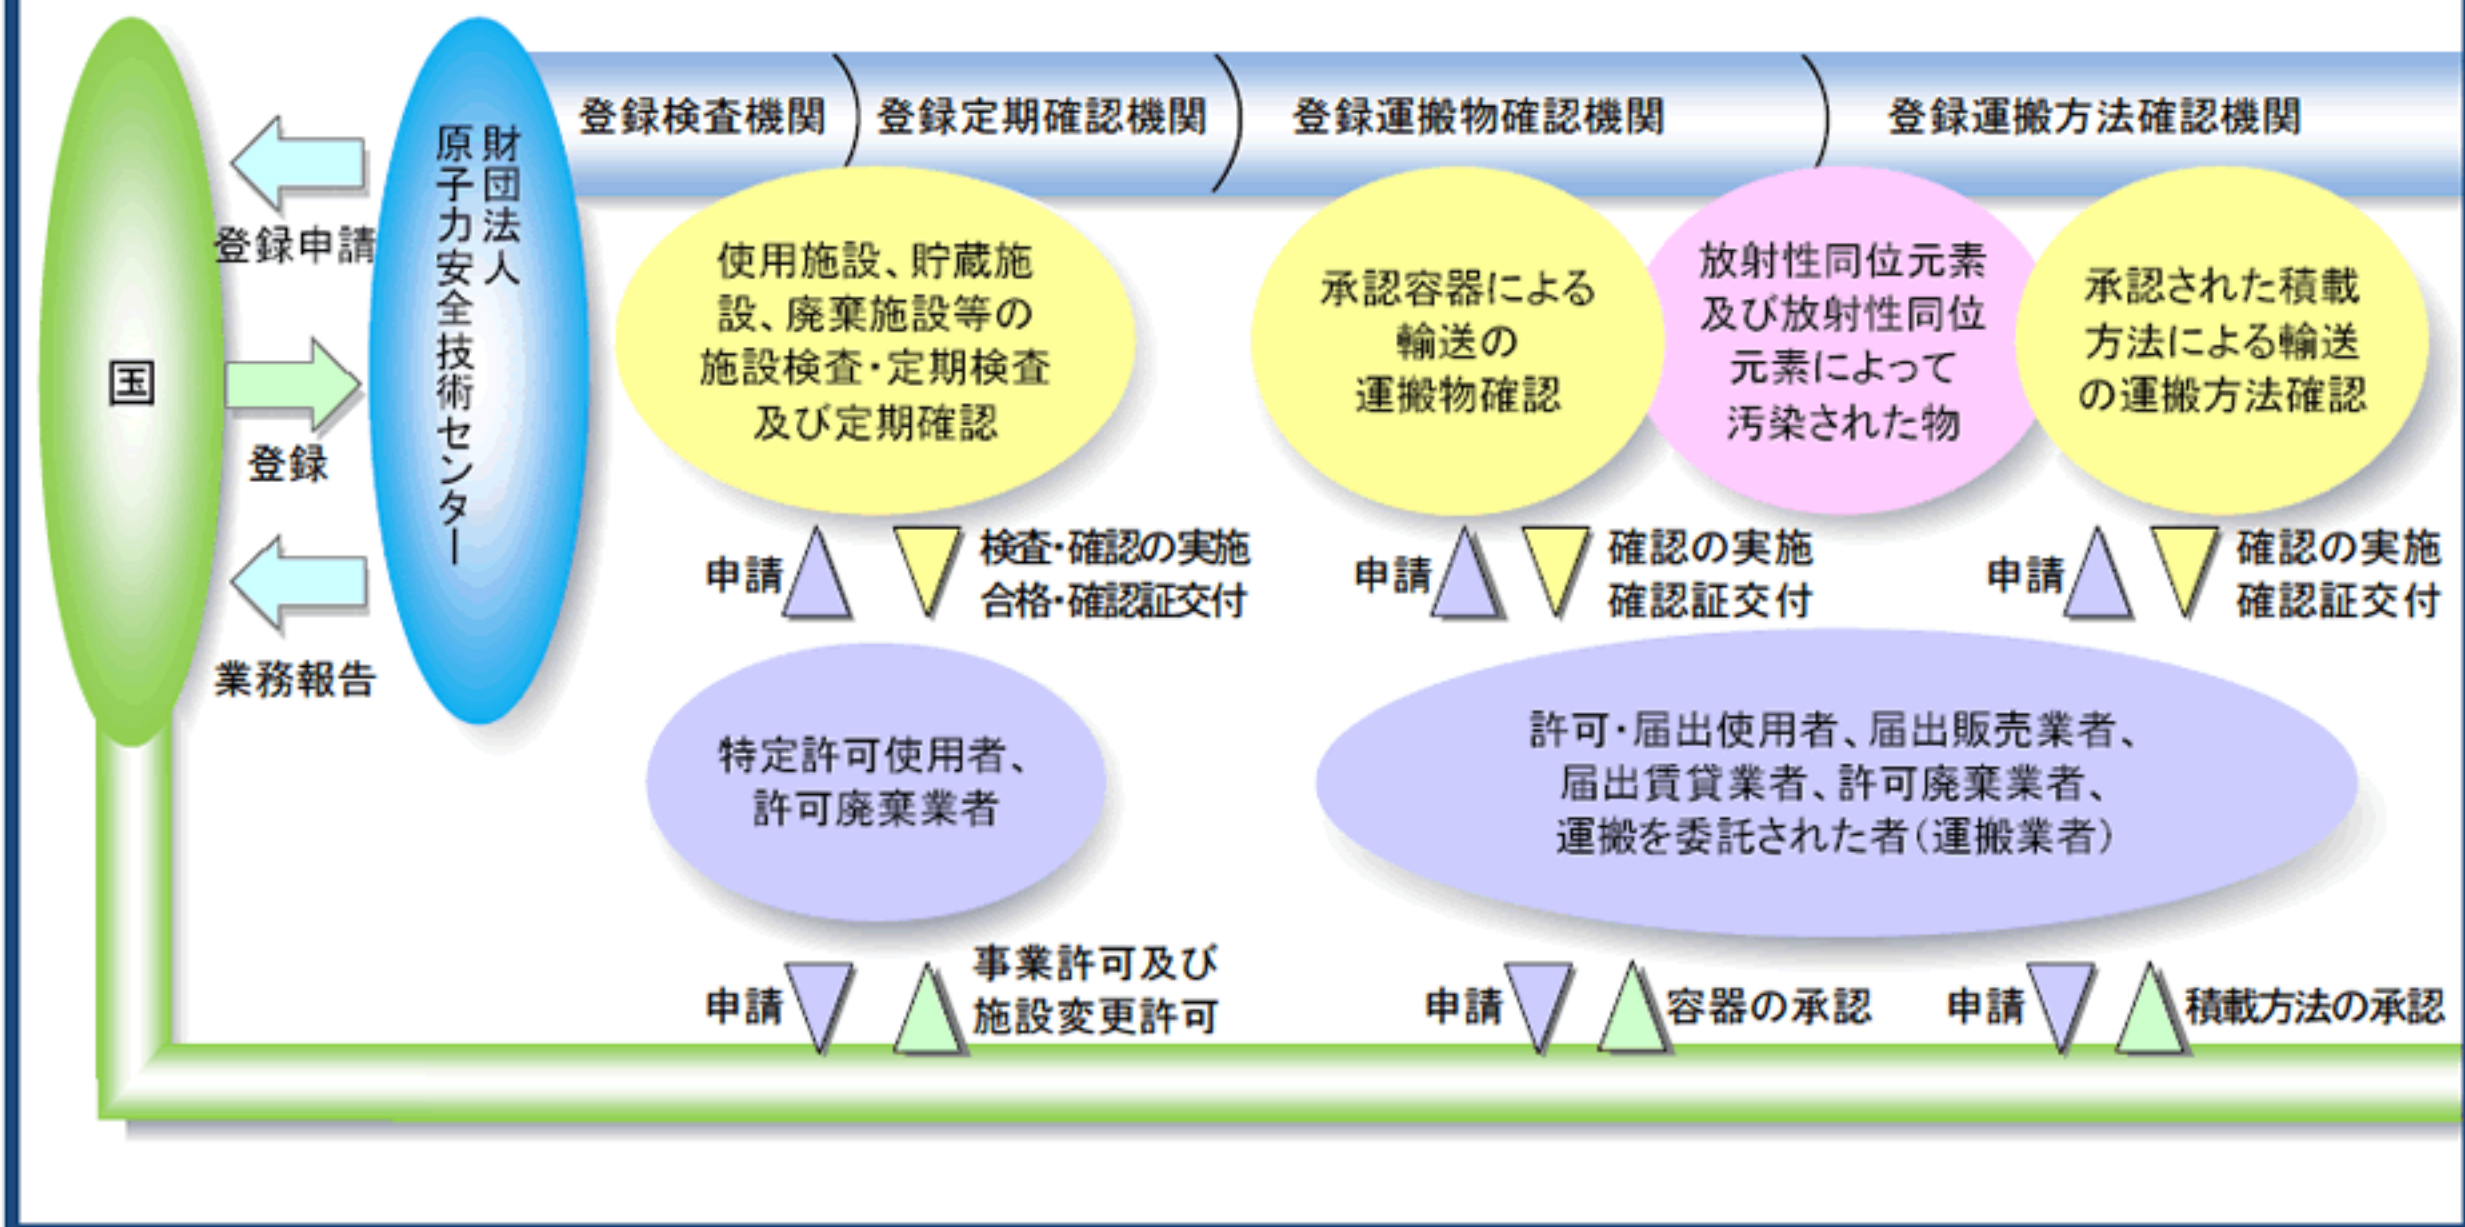 国
登録申請
登録
業務報告
財団法人
原子力安全技術センター
登録検査機関
登録定期確認機関
登録運搬物確認機関
登録運搬方法確認機関
使用施設、貯蔵施
設、廃棄施設等の
施設検査・定期検査
及び定期確認
承認容器による
輸送の
運搬物確認
放射性同位元素
及び放射性同位
元素によって
汚染された物
承認された積載
方法による輸送
の運搬方法確認
申請
検査・確認の実施
合格・確認証交付
申請
確認の実施
確認証交付
申請
確認の実施
確認証交付
特定許可使用者、
許可廃棄業者
許可・届出使用者、届出販売業者、
届出賃貸業者、許可廃棄業者、
運搬を委託された者(運搬業者)
申請
事業許可及び
施設変更許可
申請
容器の承認
申請
積載方法の承認